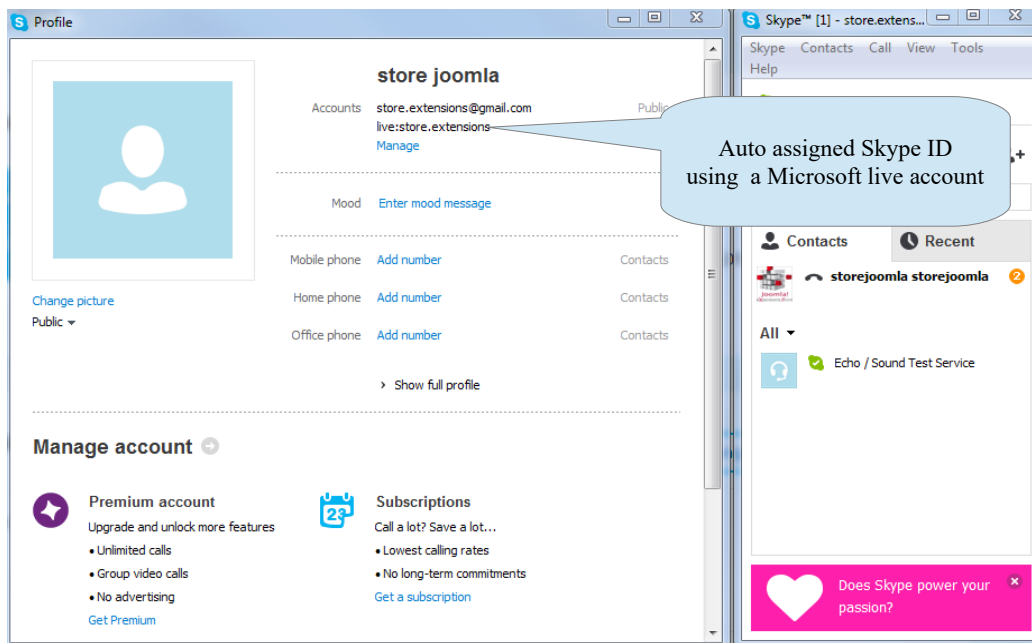 Profile
store joomla
Accounts store.extensions@gmail.com Public
live:store.extensions
Manage
Mood Enter mood message
Mobile phone Add number Contacts
Home phone Add number Contacts
Office phone Add number Contacts
Show full profile
Change picture
Public
Manage account
Premium account
Upgrade and unlock more features
• Unlimited calls
• Group video calls
• No advertising
Get Premium
23
Subscriptions
Call a lot? Save a lot...
• Lowest calling rates
• No long-term commitments
Get a subscription
Skype™ [1] - store.extens...
Skype Contacts Call View Tools
Help
Auto assigned Skype ID
using a Microsoft live account
Contacts Recent
Joomla!
storejoomla storejoomla 2
All
Echo / Sound Test Service
Does Skype power your
passion?